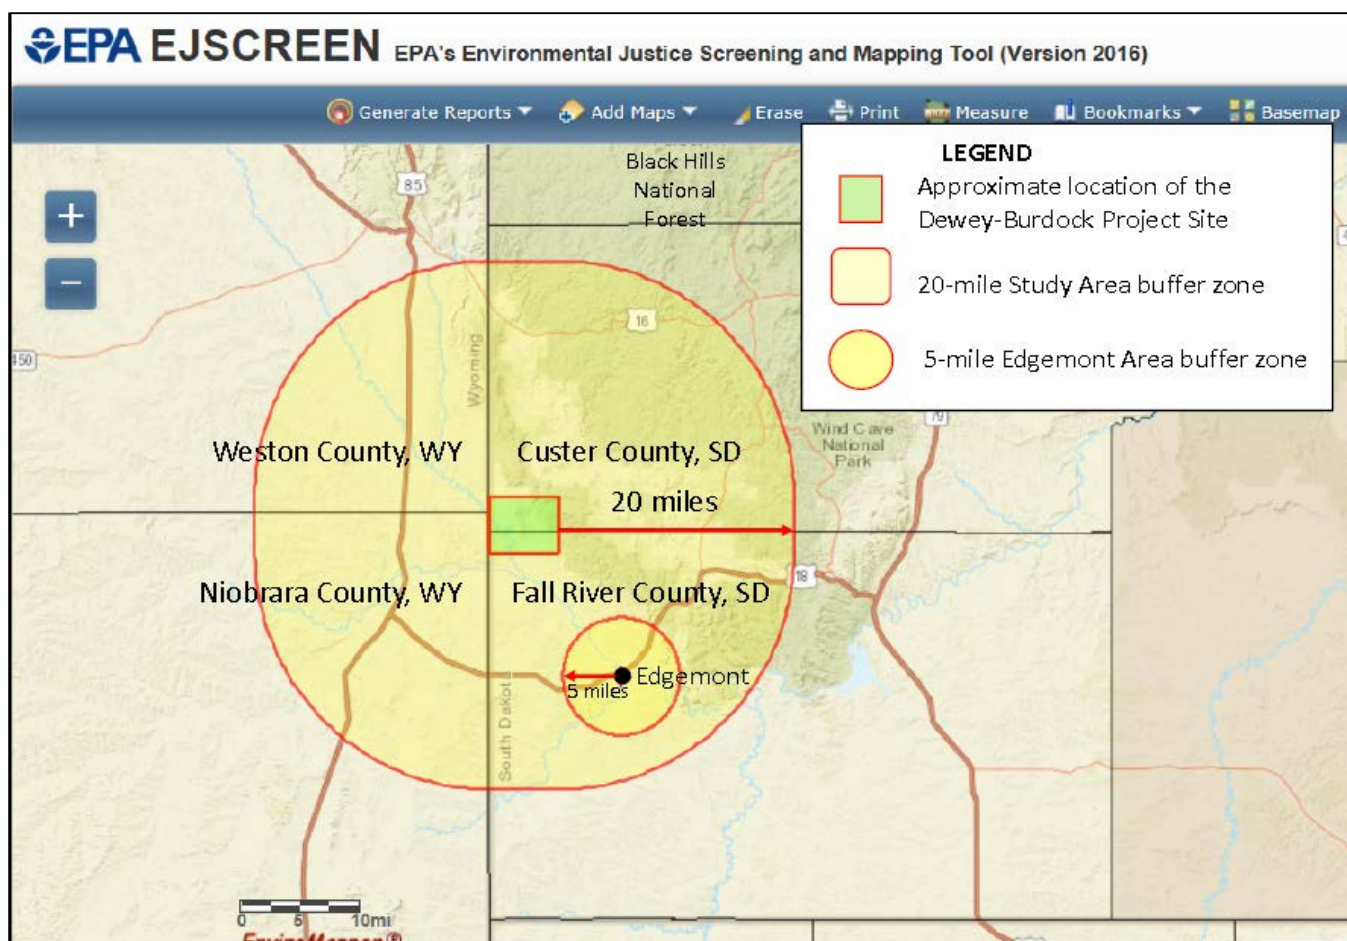 EPA EJSCREEN EPA's Environmental Justice Screening and Mapping Tool (Version 2016)
Generate Reports Add Maps Erase Print Measure Bookmarks Basemap
LEGEND
Approximate location of the
Dewey-Burdock Project Site
20-mile Study Area buffer zone
5-mile Edgemont Area buffer zone
Black Hills
National
Forest
85
+
−
16
450
Wyoming
79
Wind Cave
National
Park
Weston County, WY
Custer County, SD
20 miles
Niobrara County, WY
Fall River County, SD
18
Edgemont
5 miles
South Dakota
0 5 10mi